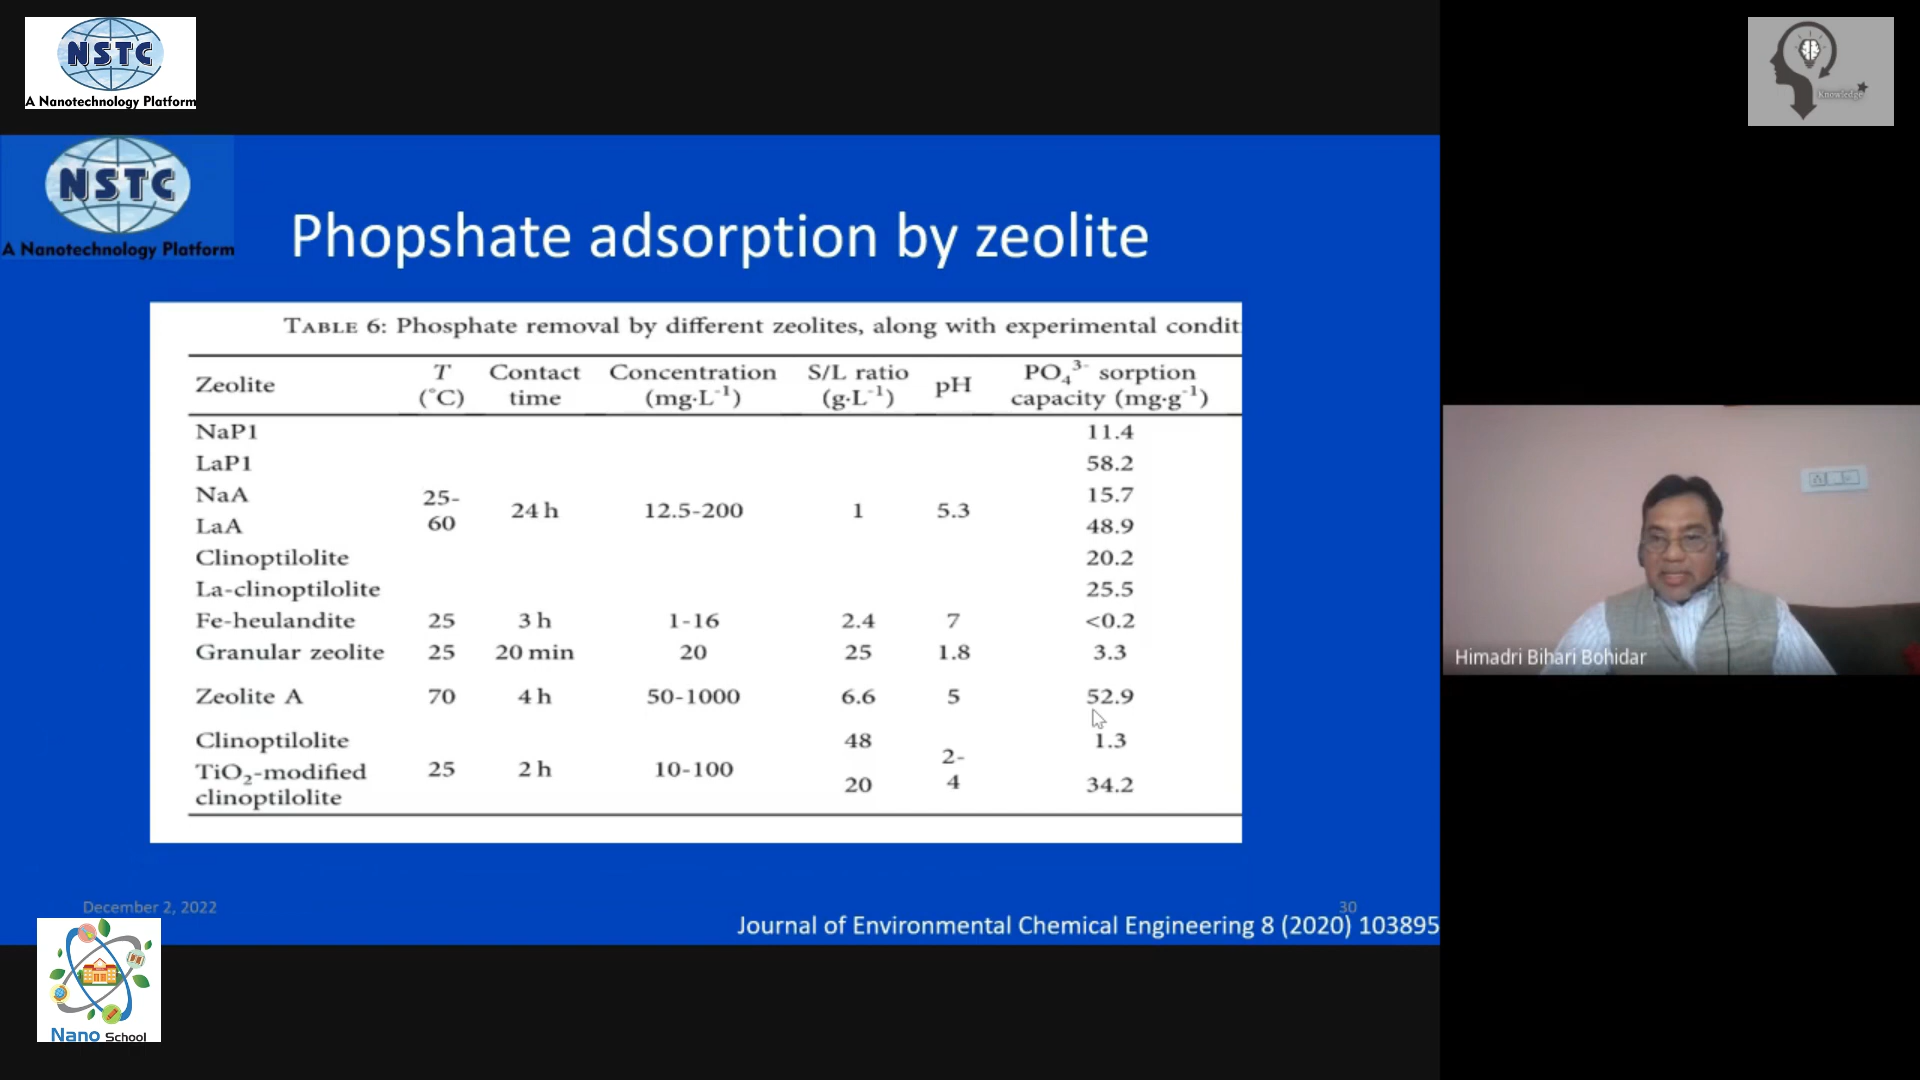 NSTC
A Nanotechnology Platform
Knowledge
NSTC
A Nanotechnology Platform
Phopshate adsorption by zeolite
TABLE 6: Phosphate removal by different zeolites, along with experimental condit
Zeolite T (°C) Contact time Concentration (mg·L⁻¹) S/L ratio (g·L⁻¹) pH PO₄³⁻ sorption capacity (mg·g⁻¹)
NaP1 11.4
LaP1 58.2
NaA 15.7
25-60 24 h 12.5-200 1 5.3
LaA 48.9
Clinoptilolite 20.2
La-clinoptilolite 25.5
Fe-heulandite 25 3 h 1-16 2.4 7 <0.2
Granular zeolite 25 20 min 20 25 1.8 3.3
Zeolite A 70 4 h 50-1000 6.6 5 52.9
Clinoptilolite 48 1.3
25 2 h 10-100 2-4
TiO₂-modified clinoptilolite 20 34.2
Himadri Bihari Bohidar
December 2, 2022
30
Journal of Environmental Chemical Engineering 8 (2020) 103895
Nano School